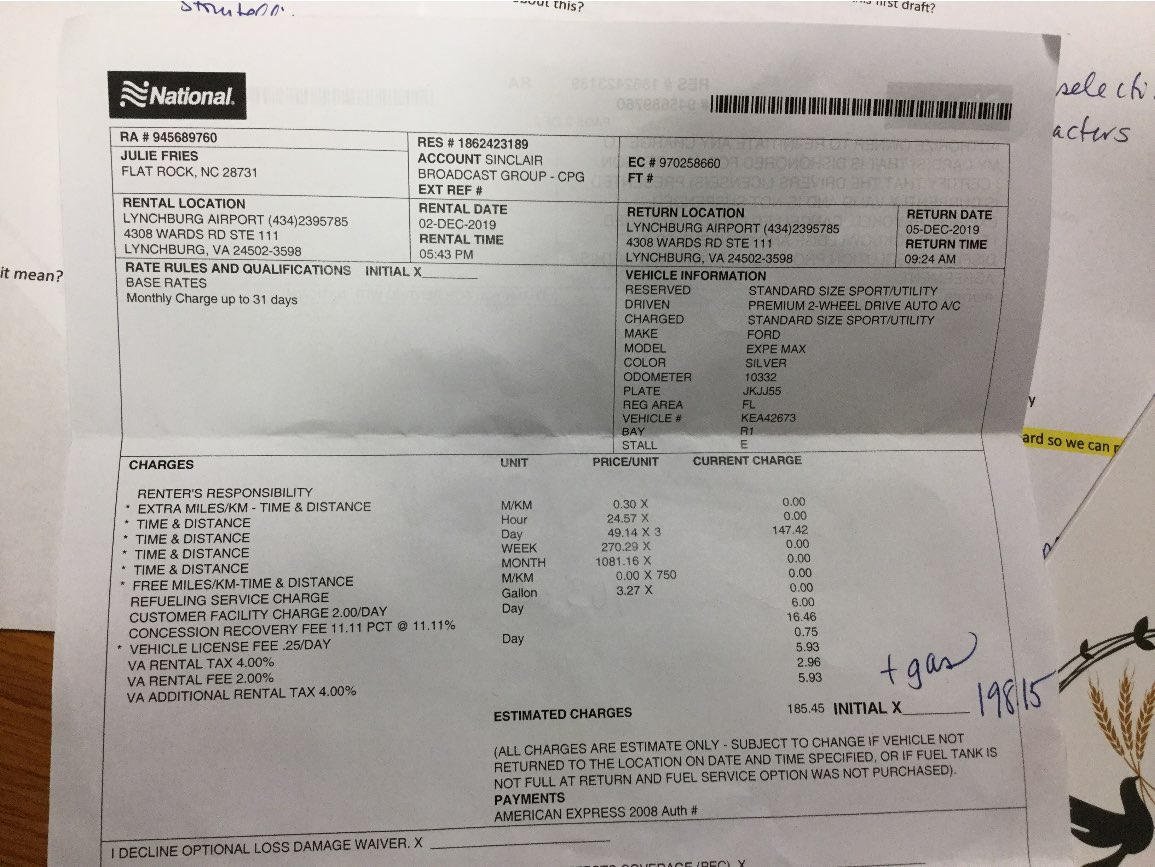 about this?
first draft?
selecti
acters
it mean?
ard so we can
National.
RA # 945689760
JULIE FRIES
FLAT ROCK, NC 28731
RES # 1862423189
ACCOUNT SINCLAIR
BROADCAST GROUP - CPG
EXT REF #
EC # 970258660
FT #
RENTAL LOCATION
LYNCHBURG AIRPORT (434)2395785
4308 WARDS RD STE 111
LYNCHBURG, VA 24502-3598
RENTAL DATE
02-DEC-2019
RENTAL TIME
05:43 PM
RETURN LOCATION
LYNCHBURG AIRPORT (434)2395785
4308 WARDS RD STE 111
LYNCHBURG, VA 24502-3598
RETURN DATE
05-DEC-2019
RETURN TIME
09:24 AM
RATE RULES AND QUALIFICATIONS INITIAL X
BASE RATES
Monthly Charge up to 31 days
VEHICLE INFORMATION
RESERVED STANDARD SIZE SPORT/UTILITY
DRIVEN PREMIUM 2-WHEEL DRIVE AUTO A/C
CHARGED STANDARD SIZE SPORT/UTILITY
MAKE FORD
MODEL EXPE MAX
COLOR SILVER
ODOMETER 10332
PLATE JKJJ55
REG AREA FL
VEHICLE # KEA42673
BAY R1
STALL E
CHARGES UNIT PRICE/UNIT CURRENT CHARGE
RENTER'S RESPONSIBILITY
* EXTRA MILES/KM - TIME & DISTANCE M/KM 0.30 X 0.00
* TIME & DISTANCE Hour 24.57 X 0.00
* TIME & DISTANCE Day 49.14 X 3 147.42
* TIME & DISTANCE WEEK 270.29 X 0.00
* TIME & DISTANCE MONTH 1081.16 X 0.00
* FREE MILES/KM-TIME & DISTANCE M/KM 0.00 X 750 0.00
REFUELING SERVICE CHARGE Gallon 3.27 X 0.00
CUSTOMER FACILITY CHARGE 2.00/DAY Day 6.00
CONCESSION RECOVERY FEE 11.11 PCT @ 11.11% 16.46
* VEHICLE LICENSE FEE .25/DAY Day 0.75
VA RENTAL TAX 4.00% 5.93
VA RENTAL FEE 2.00% 2.96
VA ADDITIONAL RENTAL TAX 4.00% 5.93
+ gas
ESTIMATED CHARGES 185.45 INITIAL X
19815
(ALL CHARGES ARE ESTIMATE ONLY - SUBJECT TO CHANGE IF VEHICLE NOT
RETURNED TO THE LOCATION ON DATE AND TIME SPECIFIED, OR IF FUEL TANK IS
NOT FULL AT RETURN AND FUEL SERVICE OPTION WAS NOT PURCHASED).
PAYMENTS
AMERICAN EXPRESS 2008 Auth #
I DECLINE OPTIONAL LOSS DAMAGE WAIVER. X